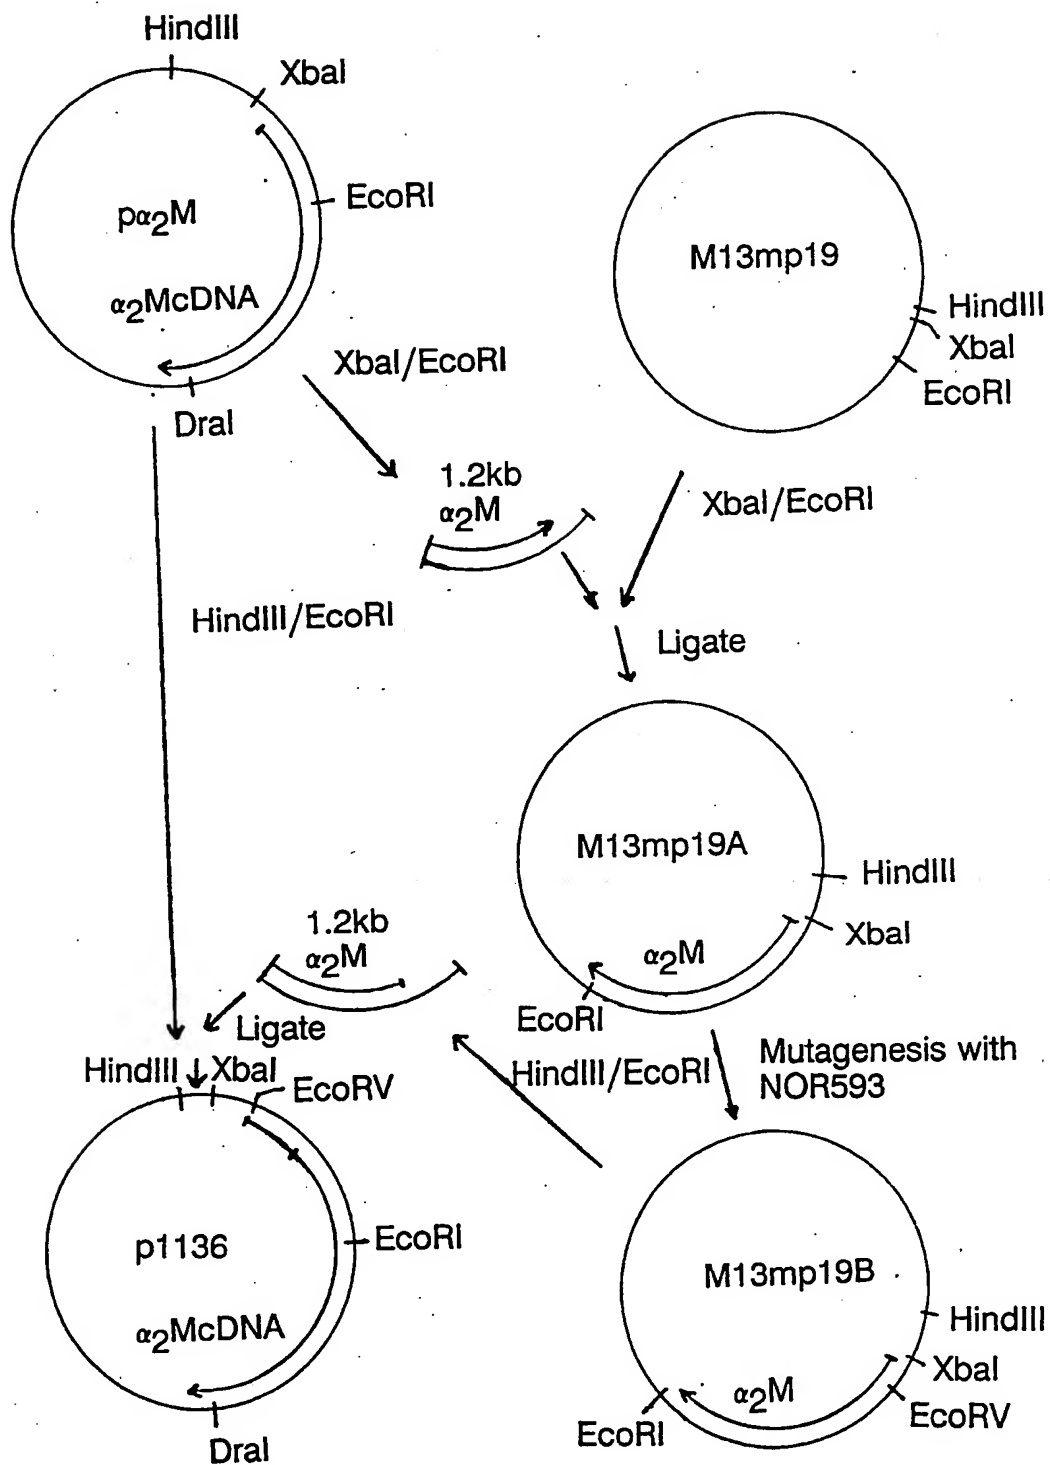 HindIII
XbaI
EcoRI
pα2M
α2McDNA
DraI
M13mp19
HindIII
XbaI
EcoRI
XbaI/EcoRI
1.2kb
α2M
XbaI/EcoRI
HindIII/EcoRI
Ligate
M13mp19A
HindIII
XbaI
α2M
EcoRI
1.2kb
α2M
Ligate
HindIII/EcoRI
Mutagenesis with
NOR593
HindIII
XbaI
EcoRV
EcoRI
p1136
α2McDNA
DraI
M13mp19B
HindIII
XbaI
EcoRV
α2M
EcoRI